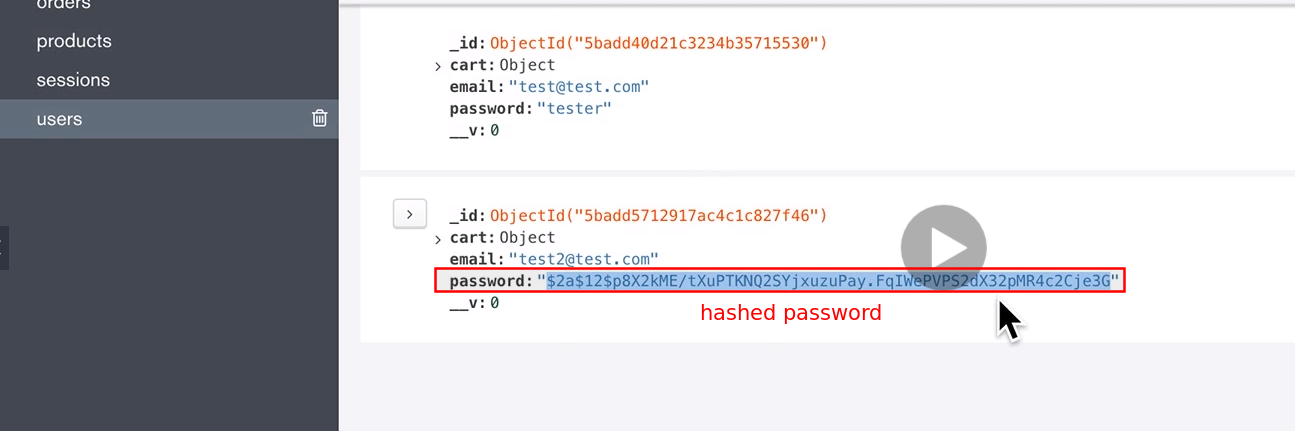 orders
products
sessions
users
_id: ObjectId("5badd40d21c3234b35715530")
cart: Object
email: "test@test.com"
password: "tester"
__v: 0
_id: ObjectId("5badd5712917ac4c1c827f46")
cart: Object
email: "test2@test.com"
password: "$2a$12$p8X2kME/tXuPTKNQ2SYjxuzuPay.FqIWePVPS2dX32pMR4c2Cje3G"
__v: 0
hashed password